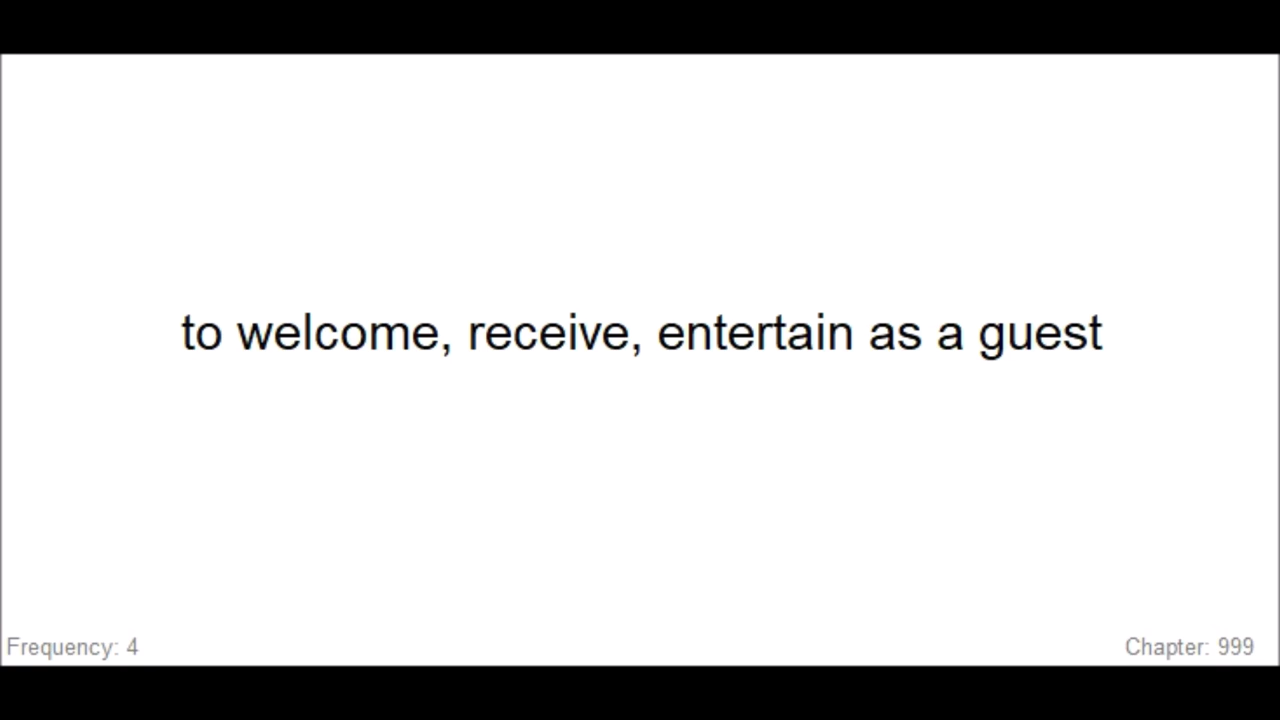 to welcome, receive, entertain as a guest
Frequency: 4
Chapter: 999